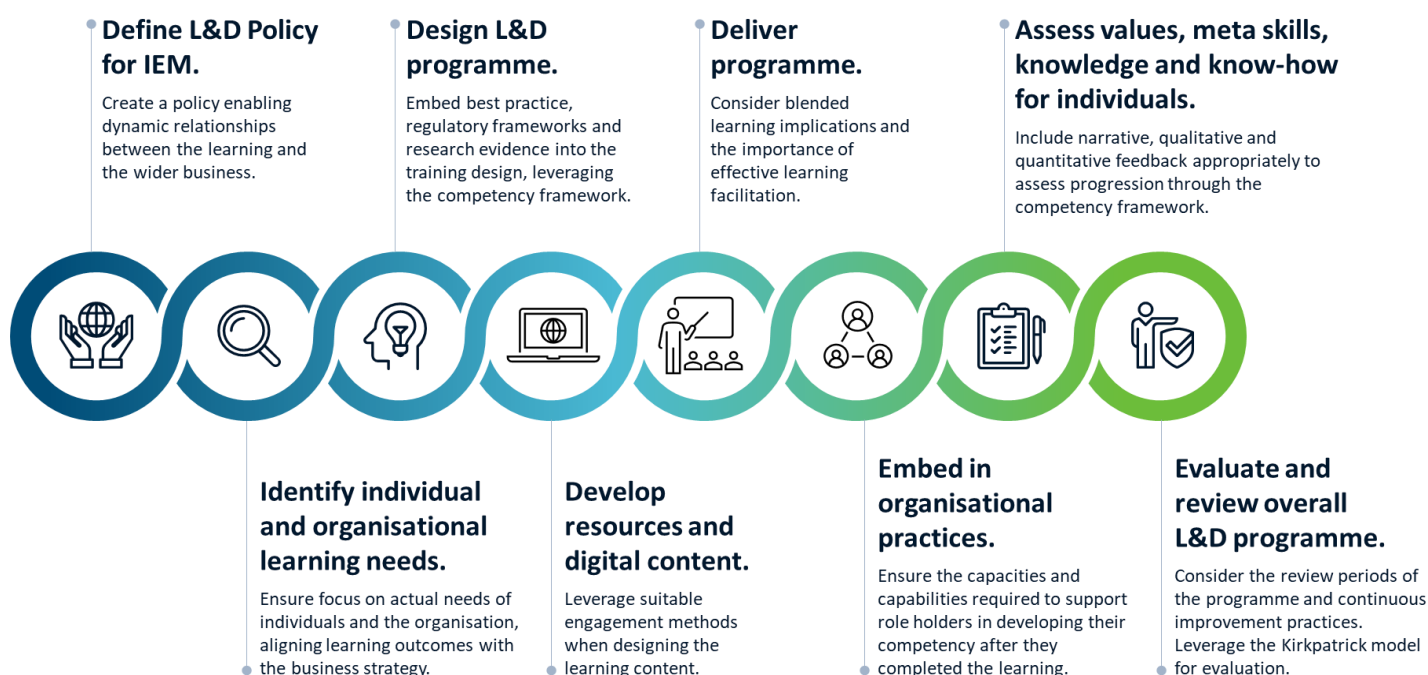 Define L&D Policy
for IEM.
Create a policy enabling
dynamic relationships
between the learning and
the wider business.
Identify individual
and organisational
learning needs.
Ensure focus on actual needs of
individuals and the organisation,
aligning learning outcomes with
the business strategy.
Design L&D
programme.
Embed best practice,
regulatory frameworks and
research evidence into the
training design, leveraging
the competency framework.
Develop
resources and
digital content.
Leverage suitable
engagement methods
when designing the
learning content.
Deliver
programme.
Consider blended
learning implications and
the importance of
effective learning
facilitation.
Embed in
organisational
practices.
Ensure the capacities and
capabilities required to support
role holders in developing their
competency after they
completed the learning.
Assess values, meta skills,
knowledge and know-how
for individuals.
Include narrative, qualitative and
quantitative feedback appropriately to
assess progression through the
competency framework.
Evaluate and
review overall
L&D programme.
Consider the review periods of
the programme and continuous
improvement practices.
Leverage the Kirkpatrick model
for evaluation.